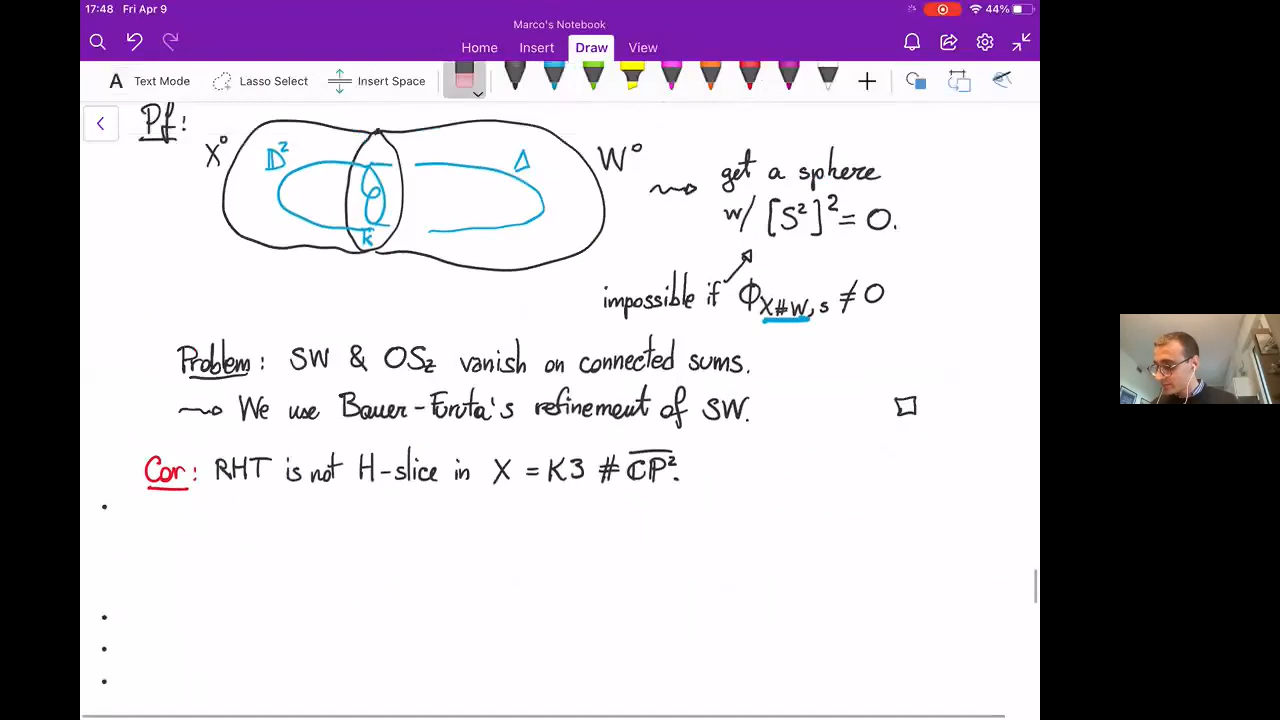 17:48 Fri Apr 9
44%
Marco's Notebook
Home Insert Draw View
A Text Mode Lasso Select Insert Space
Pf:
X° D² K Δ W° ⇝ get a sphere
w/ [S²]² = 0.
impossible if Φ_{X#W,s} ≠ 0
Problem: SW & OSz vanish on connected sums.
⇝ We use Bauer-Furuta's refinement of SW. □
Cor: RHT is not H-slice in X = K3 # \overline{CP²}.